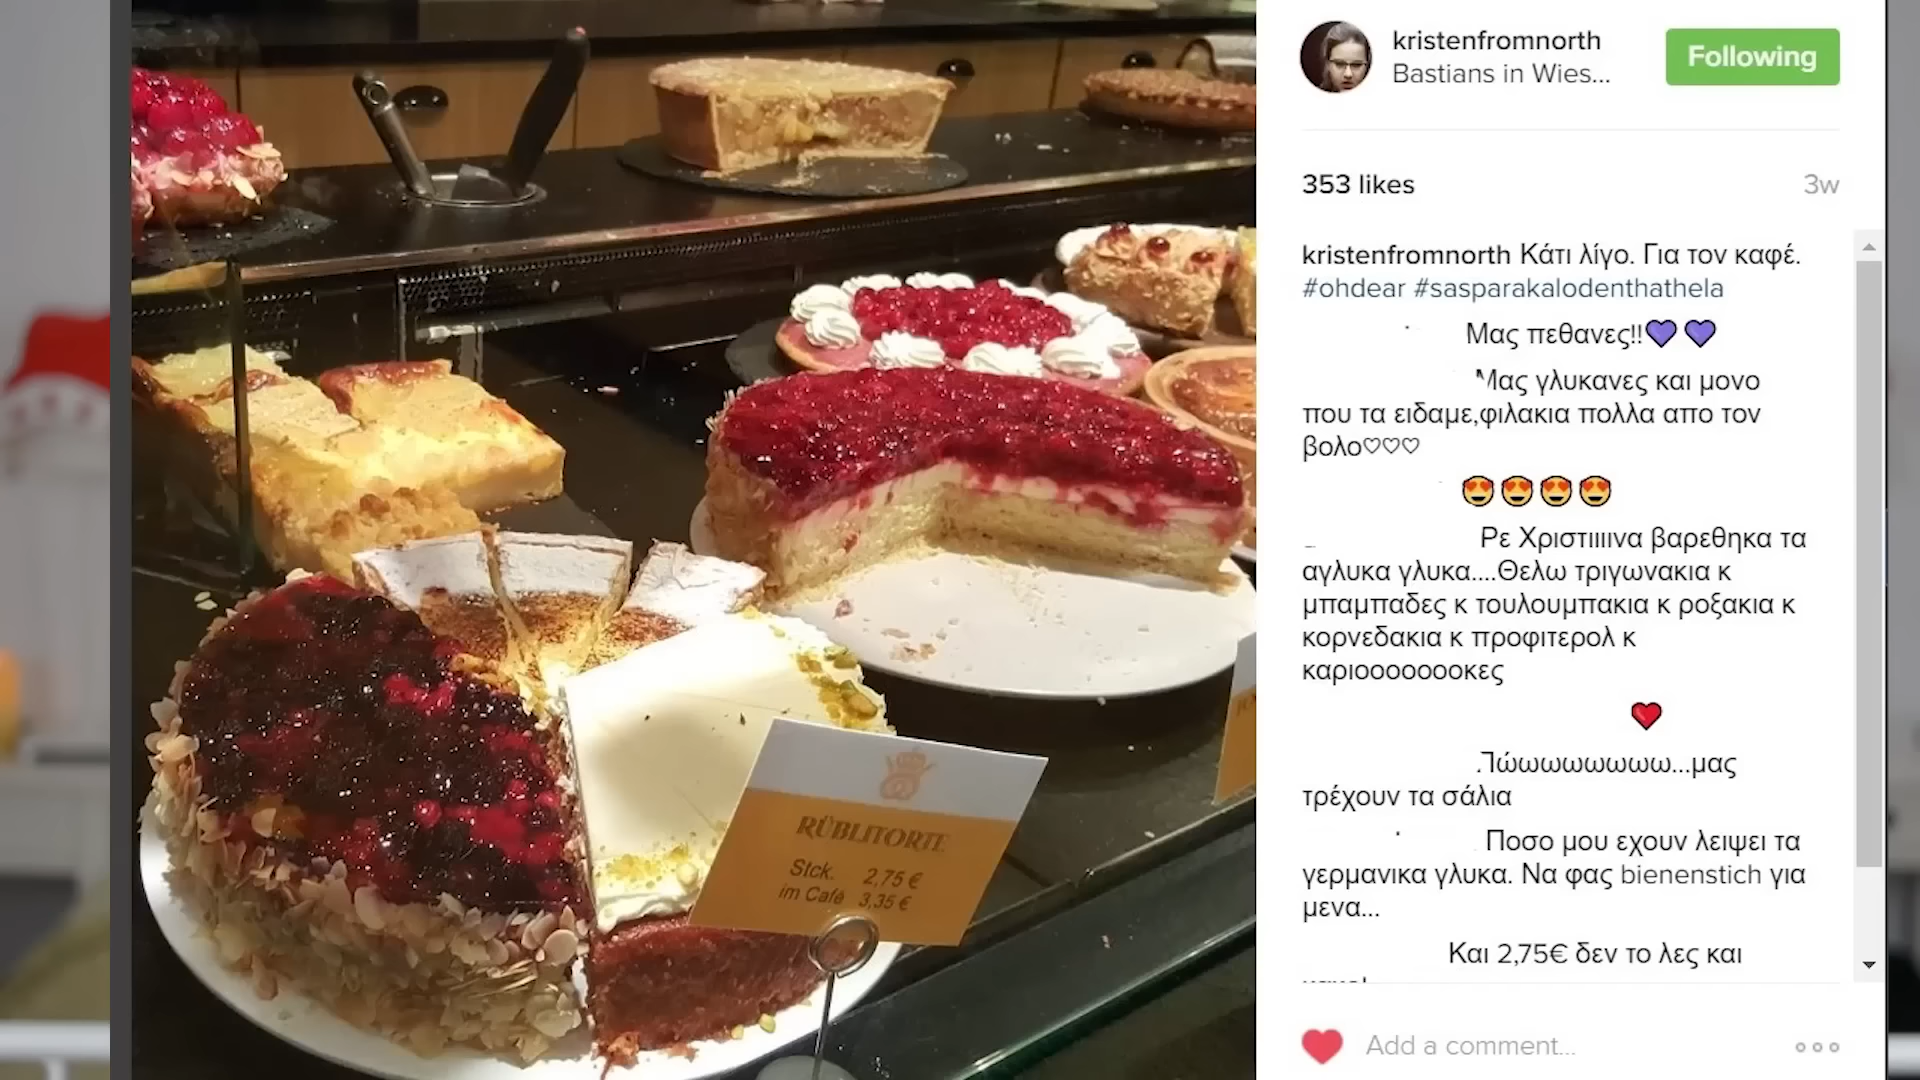 kristenfromnorth
Bastians in Wies...
Following
353 likes
3w
kristenfromnorth Κάτι λίγο. Για τον καφέ.
#ohdear #sasparakalodenthathela
Μας πεθανες!!💜💜
Μας γλυκανες και μονο
που τα ειδαμε,φιλακια πολλα απο τον
βολο♡♡♡
😍😍😍😍
Ρε Χριστιιιινα βαρεθηκα τα
αγλυκα γλυκα....Θελω τριγωνακια κ
μπαμπαδες κ τουλουμπακια κ ροξακια κ
κορνεδακια κ προφιτερολ κ
καριοοοοοοοκες
❤
Πώωωωωωωω...μας
τρέχουν τα σάλια
Ποσο μου εχουν λειψει τα
γερμανικα γλυκα. Να φας bienenstich για
μενα...
Και 2,75€ δεν το λες και
Add a comment...
RÜBLITORTE
Stck. 2,75 €
im Café 3,35 €